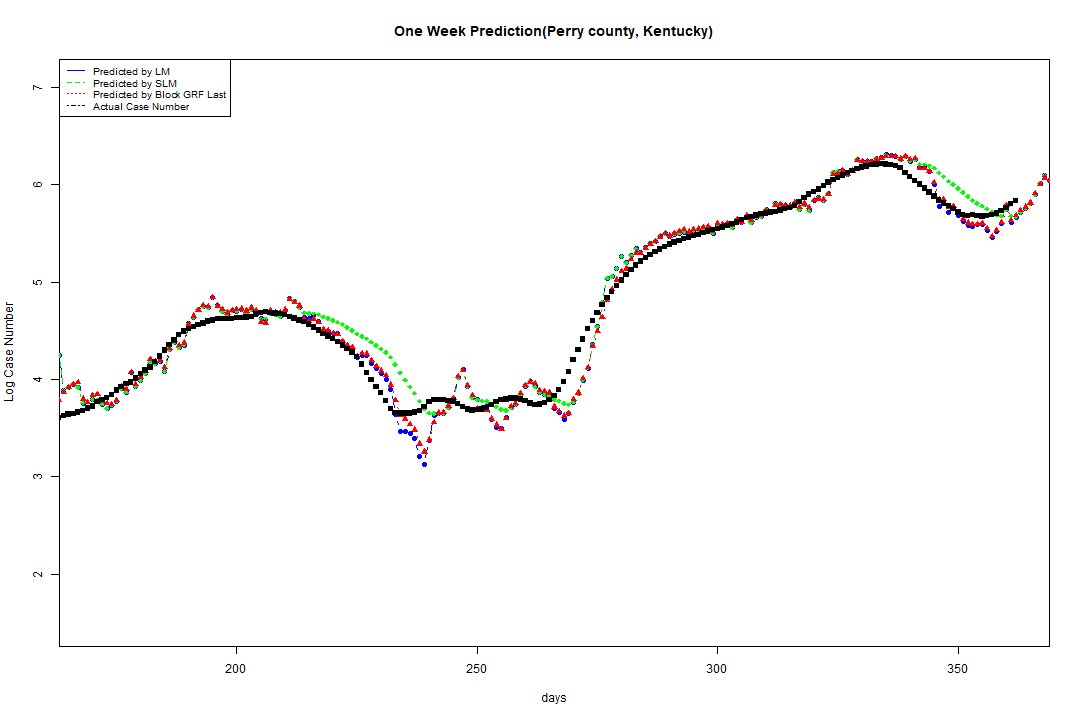 One Week Prediction(Perry county, Kentucky)
Predicted by LM
Predicted by SLM
Predicted by Block GRF Last
Actual Case Number
7
6
5
4
3
2
Log Case Number
200 250 300 350
days